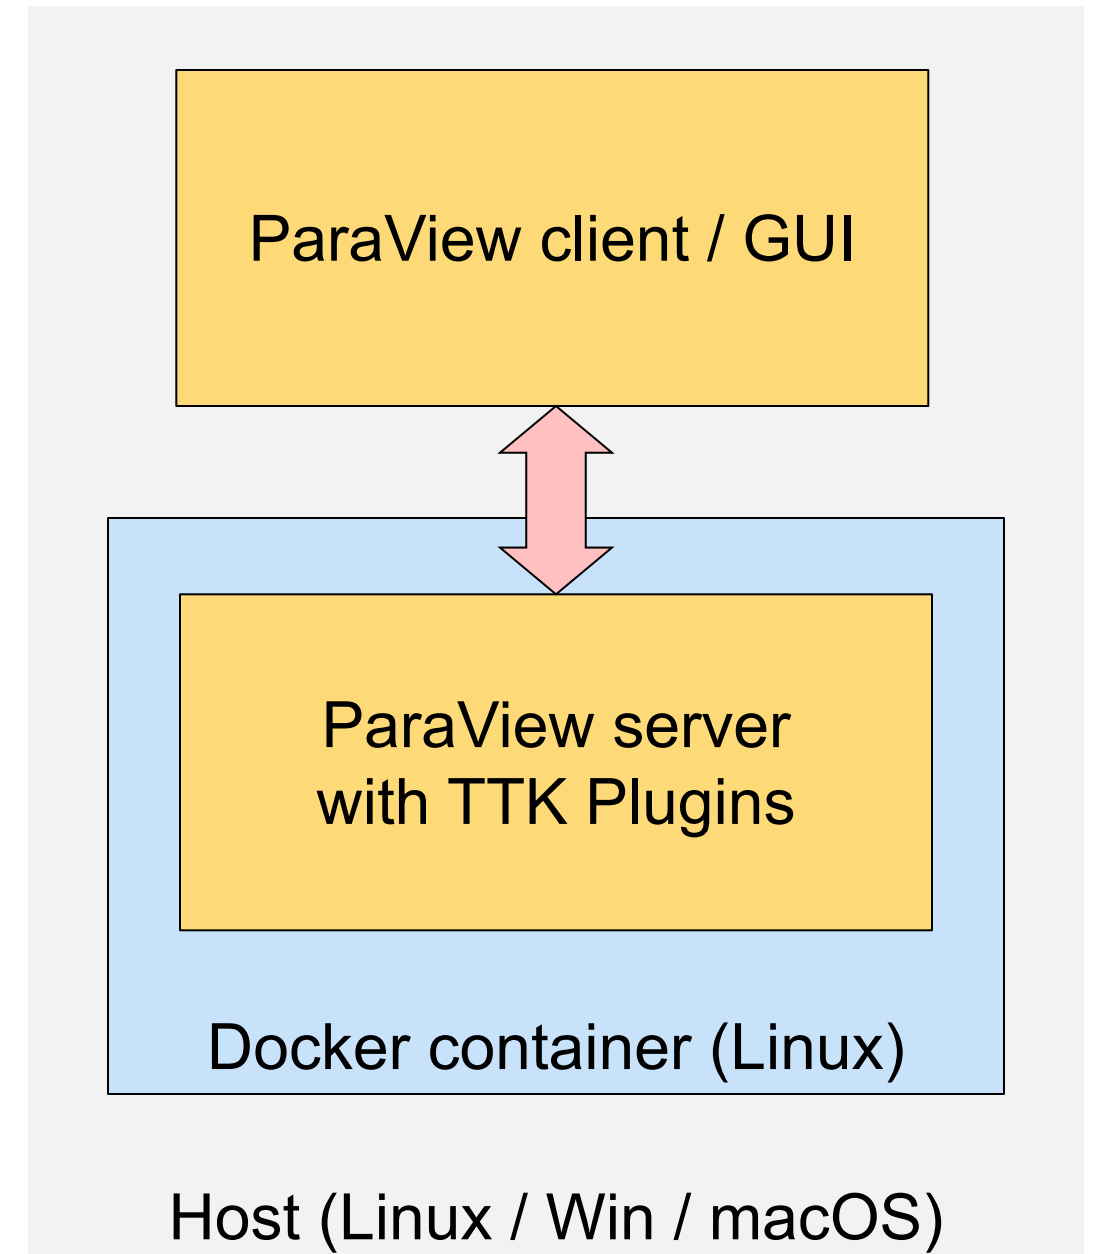 ParaView client / GUI
ParaView server
with TTK Plugins
Docker container (Linux)
Host (Linux / Win / macOS)